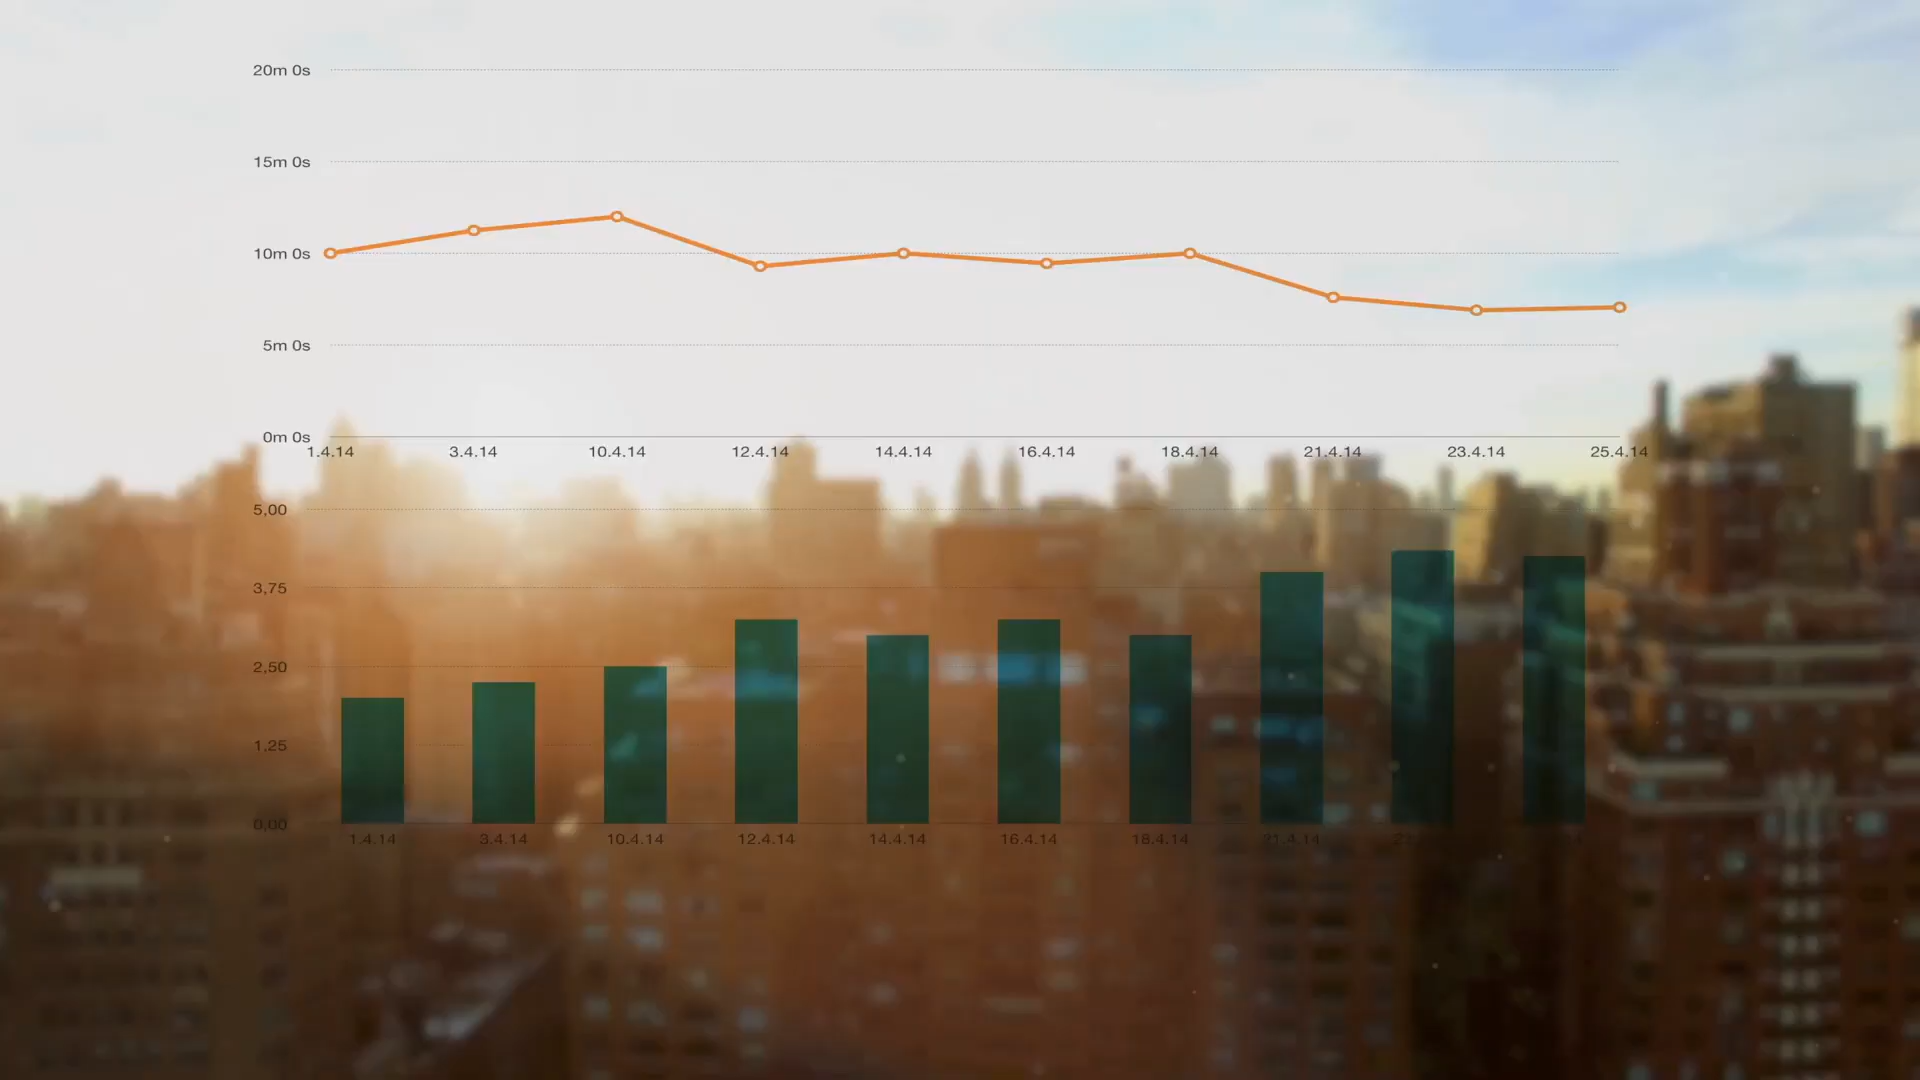 20m 0s
15m 0s
10m 0s
5m 0s
0m 0s
1.4.14 3.4.14 10.4.14 12.4.14 14.4.14 16.4.14 18.4.14 21.4.14 23.4.14 25.4.14
5,00
3,75
2,50
1,25
0,00
1.4.14 3.4.14 10.4.14 12.4.14 14.4.14 16.4.14 18.4.14 21.4.14